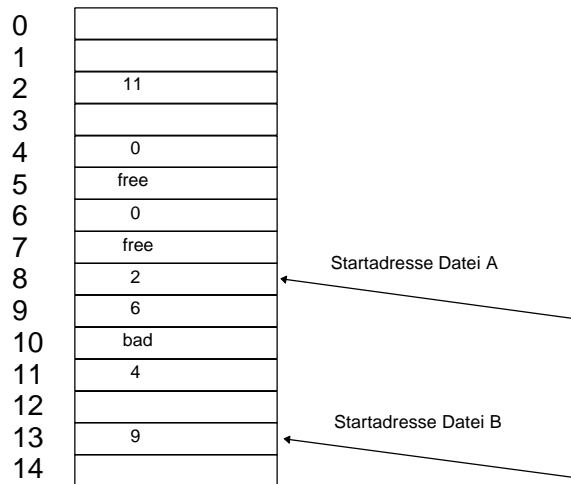 0
1
2 11
3
4 0
5 free
6 0
7 free
8 2 Startadresse Datei A
9 6
10 bad
11 4
12
13 9 Startadresse Datei B
14